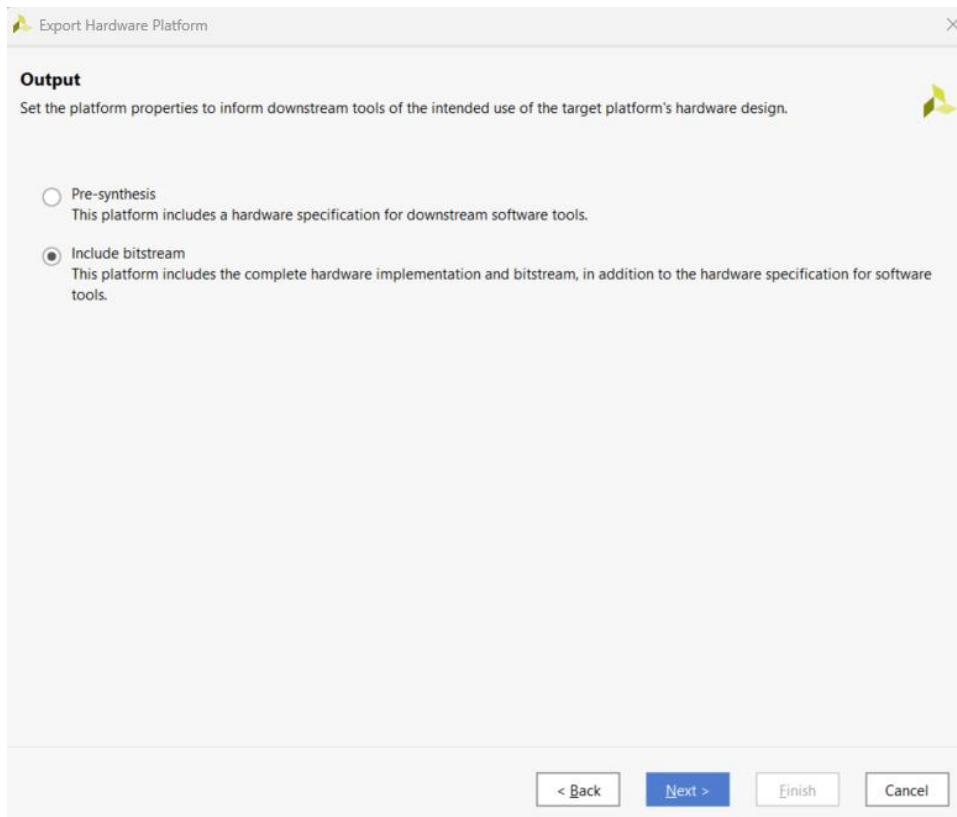 Export Hardware Platform
Output
Set the platform properties to inform downstream tools of the intended use of the target platform's hardware design.
Pre-synthesis
This platform includes a hardware specification for downstream software tools.
Include bitstream
This platform includes the complete hardware implementation and bitstream, in addition to the hardware specification for software
tools.
< Back
Next >
Finish
Cancel